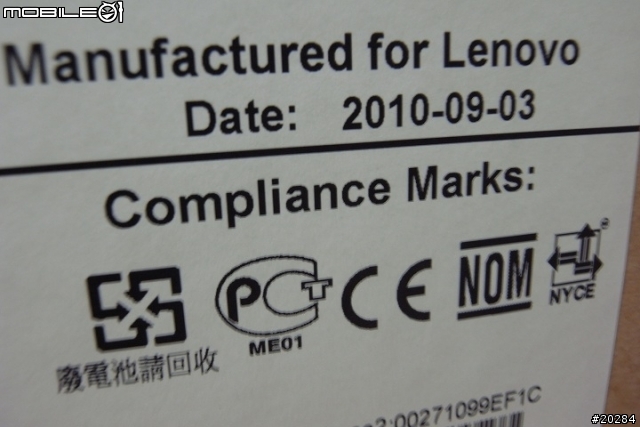 MOBILE01
Manufactured for Lenovo
Date: 2010-09-03
Compliance Marks:
PCT
ME01
CE
NOM
NYCE
®
廢電池請回收
:00271099EF1C
#20284